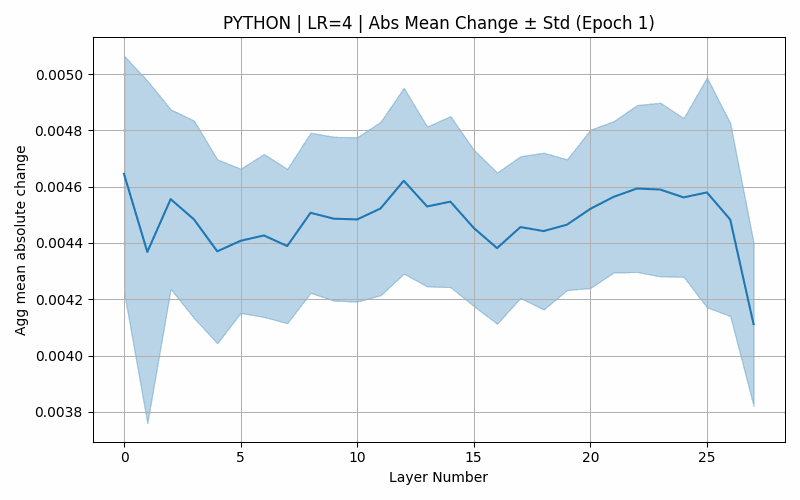 PYTHON | LR=4 | Abs Mean Change ± Std (Epoch 1)
Agg mean absolute change
0.0050
0.0048
0.0046
0.0044
0.0042
0.0040
0.0038
0 5 10 15 20 25
Layer Number